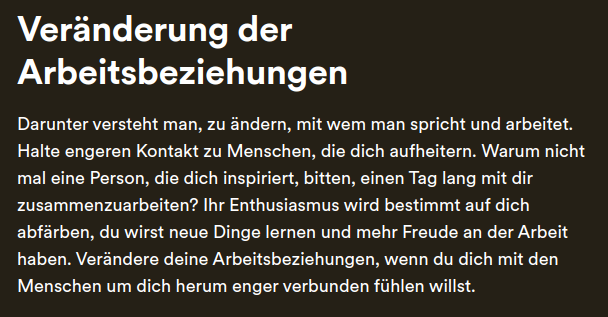 Veränderung der
Arbeitsbeziehungen
Darunter versteht man, zu ändern, mit wem man spricht und arbeitet.
Halte engeren Kontakt zu Menschen, die dich aufheitern. Warum nicht
mal eine Person, die dich inspiriert, bitten, einen Tag lang mit dir
zusammenzuarbeiten? Ihr Enthusiasmus wird bestimmt auf dich
abfärben, du wirst neue Dinge lernen und mehr Freude an der Arbeit
haben. Verändere deine Arbeitsbeziehungen, wenn du dich mit den
Menschen um dich herum enger verbunden fühlen willst.